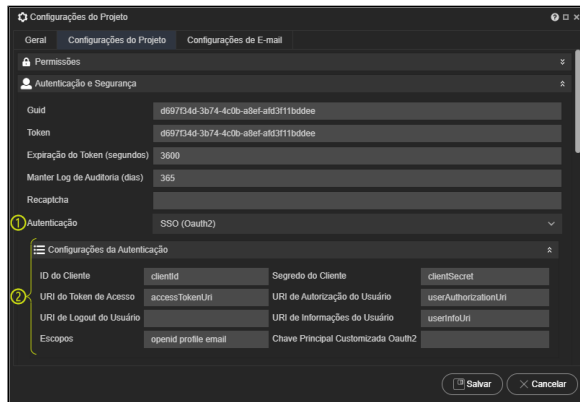 Configurações do Projeto
Geral Configurações do Projeto Configurações de E-mail
Permissões
Autenticação e Segurança
Guid d697f34d-3b74-4c0b-a8ef-afd3f11bddee
Token d697f34d-3b74-4c0b-a8ef-afd3f11bddee
Expiração do Token (segundos) 3600
Manter Log de Auditoria (dias) 365
Recaptcha
1 Autenticação SSO (Oauth2)
Configurações da Autenticação
ID do Cliente clientId Segredo do Cliente clientSecret
2 URI do Token de Acesso accessTokenUri URI de Autorização do Usuário userAuthorizationUri
URI de Logout do Usuário URI de Informações do Usuário userInfoUri
Escopos openid profile email Chave Principal Customizada Oauth2
Salvar Cancelar